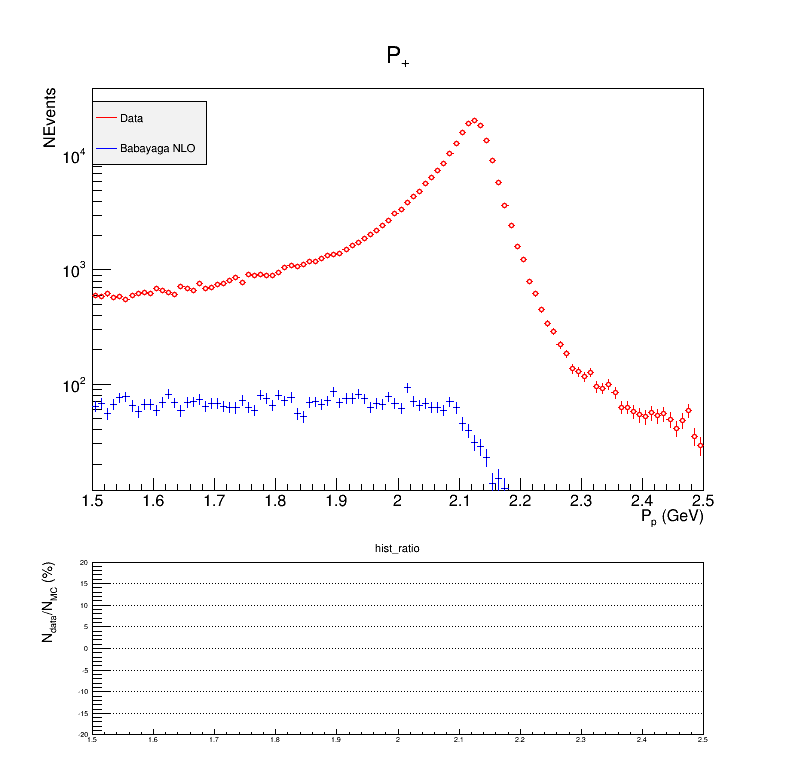 P+
NEvents
Data
Babayaga NLO
10^4
10^3
10^2
1.5 1.6 1.7 1.8 1.9 2 2.1 2.2 2.3 2.4 2.5
P_p (GeV)
hist_ratio
N_data/N_MC (%)
20
15
10
5
0
-5
-10
-15
-20
1.5 1.6 1.7 1.8 1.9 2 2.1 2.2 2.3 2.4 2.5